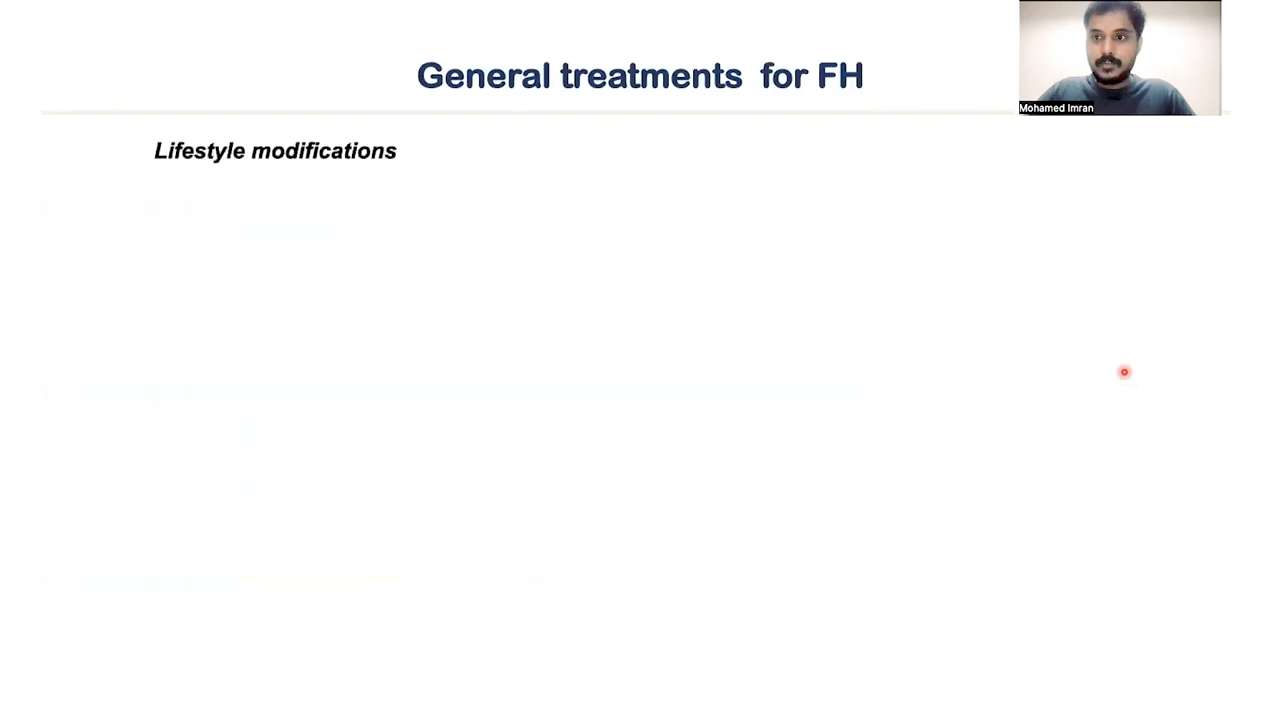 General treatments for FH
Mohamed Imran
Lifestyle modifications